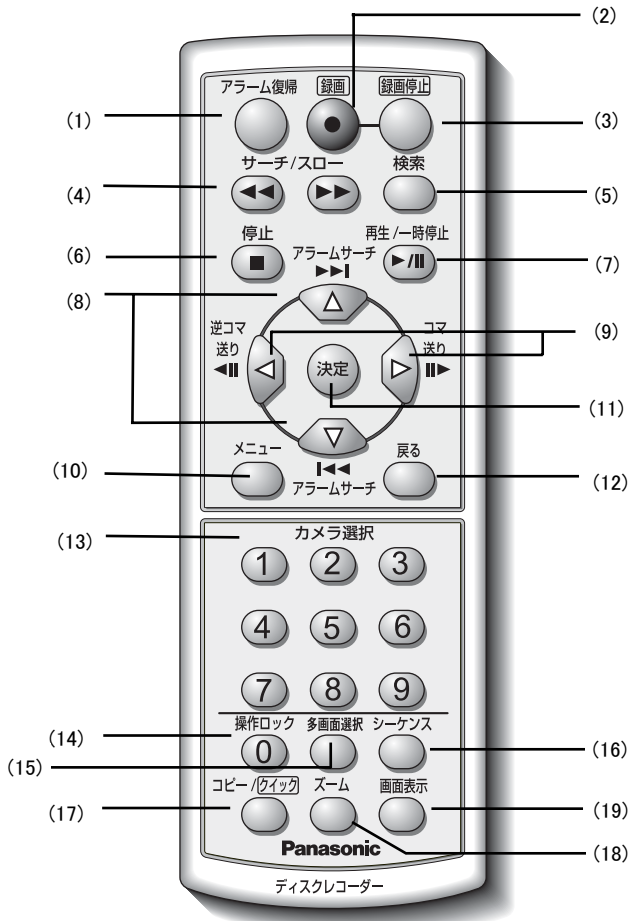 (2)
アラーム復帰 録画 録画停止
(1)
(3)
サーチ/スロー 検索
(4)
(5)
停止 アラームサーチ 再生/一時停止
(6)
(7)
(8)
逆コマ送り
コマ送り
(9)
決定
(11)
メニュー
戻る
(10)
アラームサーチ
(12)
カメラ選択
(13)
1 2 3
4 5 6
7 8 9
操作ロック 多画面選択 シーケンス
(14)
0
(15)
(16)
コピー/クイック ズーム 画面表示
(17)
(19)
(18)
Panasonic
ディスクレコーダー